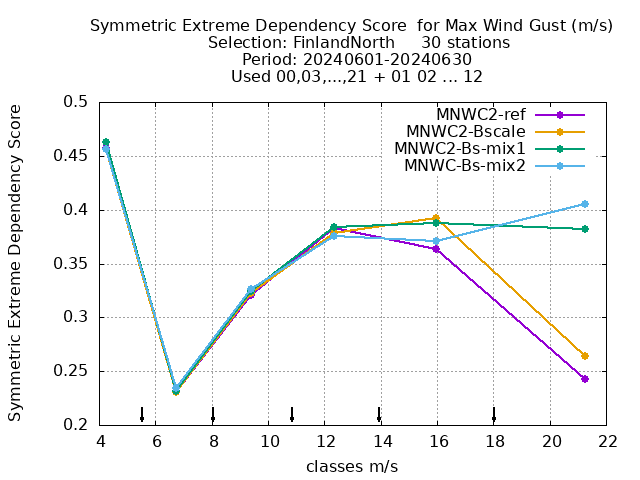 Symmetric Extreme Dependency Score  for Max Wind Gust (m/s)
Selection: FinlandNorth     30 stations
Period: 20240601-20240630
Used 00,03,...,21 + 01 02 ... 12
Symmetric Extreme Dependency Score
0.5
0.45
0.4
0.35
0.3
0.25
0.2
MNWC2-ref
MNWC2-Bscale
MNWC2-Bs-mix1
MNWC-Bs-mix2
4 6 8 10 12 14 16 18 20 22
classes m/s